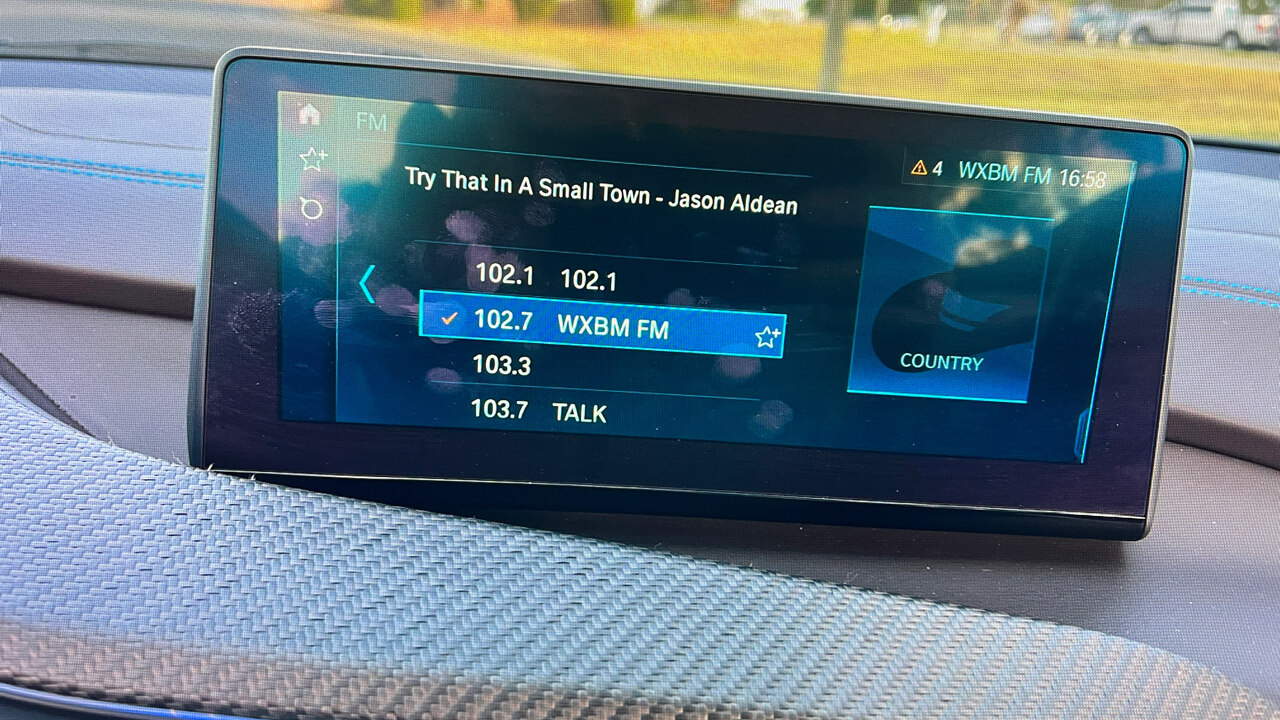 FM
4 WXBM FM 16:58
Try That In A Small Town - Jason Aldean
102.1 102.1
102.7 WXBM FM
103.3
103.7 TALK
COUNTRY